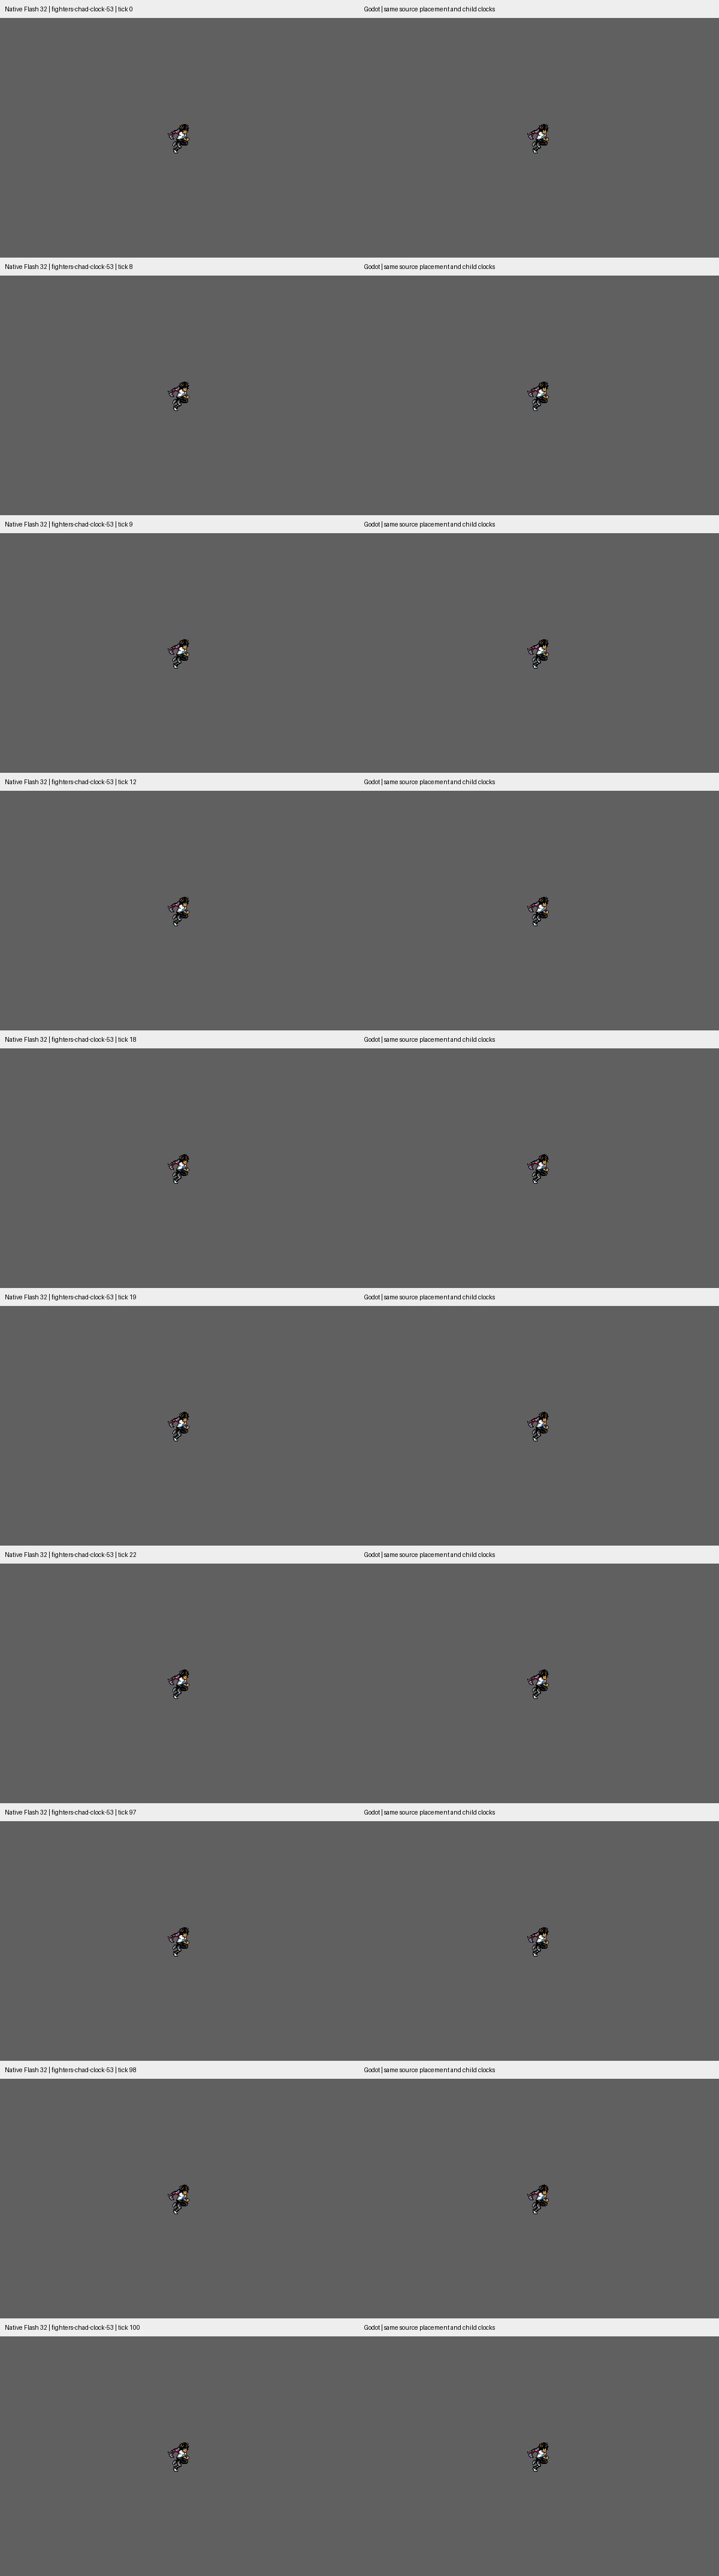 Native Flash 32 | fighters-chad-clock-53 | tick 0
Godot | same source placement and child clocks
Native Flash 32 | fighters-chad-clock-53 | tick 8
Godot | same source placement and child clocks
Native Flash 32 | fighters-chad-clock-53 | tick 9
Godot | same source placement and child clocks
Native Flash 32 | fighters-chad-clock-53 | tick 12
Godot | same source placement and child clocks
Native Flash 32 | fighters-chad-clock-53 | tick 18
Godot | same source placement and child clocks
Native Flash 32 | fighters-chad-clock-53 | tick 19
Godot | same source placement and child clocks
Native Flash 32 | fighters-chad-clock-53 | tick 22
Godot | same source placement and child clocks
Native Flash 32 | fighters-chad-clock-53 | tick 97
Godot | same source placement and child clocks
Native Flash 32 | fighters-chad-clock-53 | tick 98
Godot | same source placement and child clocks
Native Flash 32 | fighters-chad-clock-53 | tick 100
Godot | same source placement and child clocks